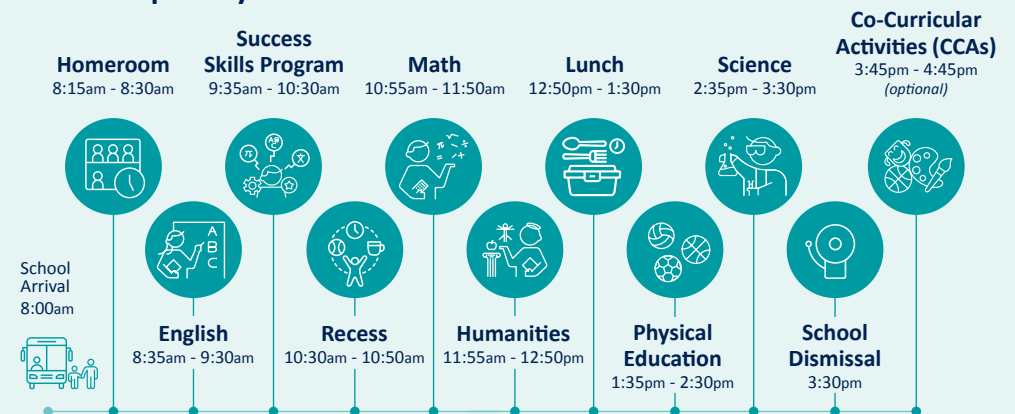 Homeroom
8:15am - 8:30am
Success
Skills Program
9:35am - 10:30am
Math
10:55am - 11:50am
Lunch
12:50pm - 1:30pm
Science
2:35pm - 3:30pm
Co-Curricular
Activities (CCAs)
3:45pm - 4:45pm
(optional)
School
Arrival
8:00am
English
8:35am - 9:30am
Recess
10:30am - 10:50am
Humanities
11:55am - 12:50pm
Physical
Education
1:35pm - 2:30pm
School
Dismissal
3:30pm
A
B
C